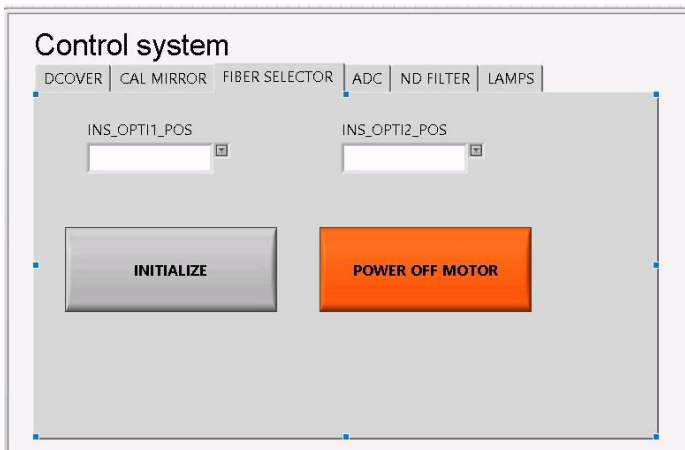 Control system
DCOVER CAL MIRROR FIBER SELECTOR ADC ND FILTER LAMPS
INS_OPTI1_POS INS_OPTI2_POS
INITIALIZE POWER OFF MOTOR